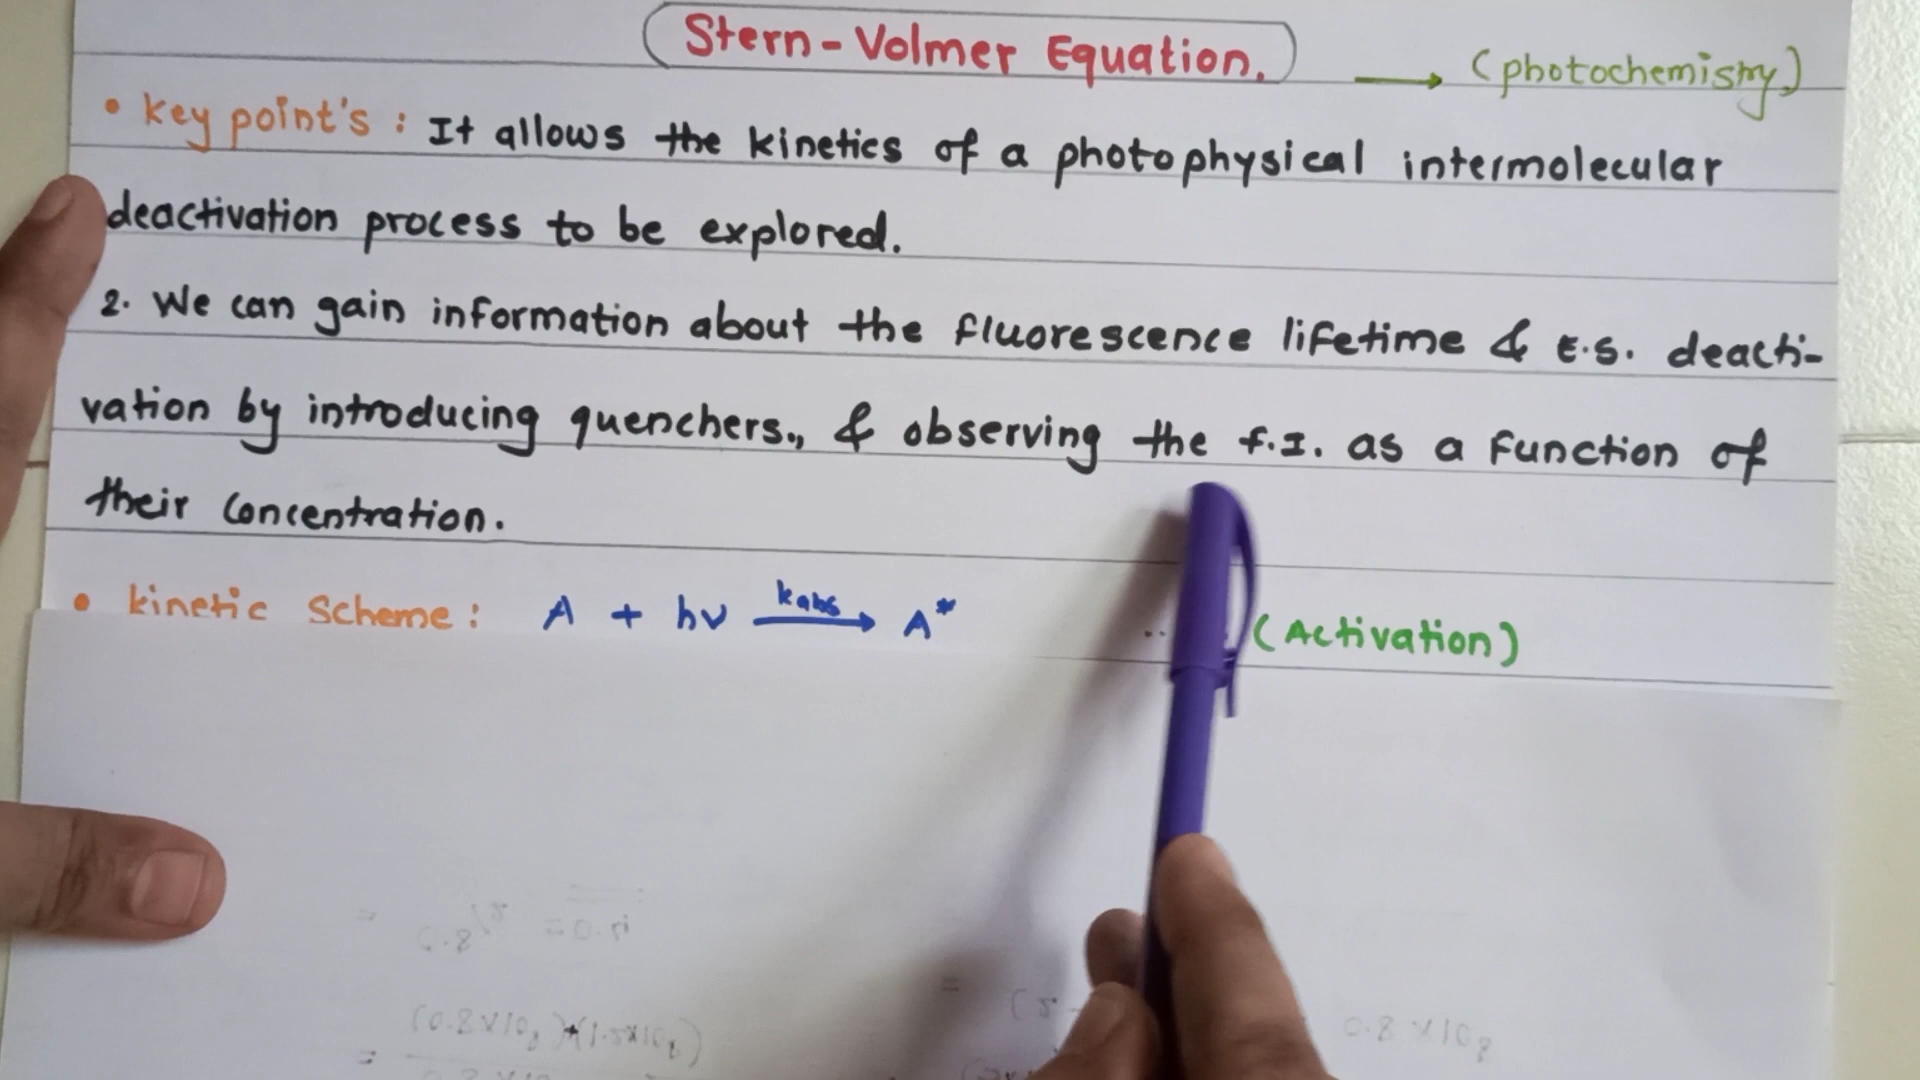 Stern-Volmer Equation. → (photochemistry)
• Key point's : It allows the kinetics of a photophysical intermolecular
deactivation process to be explored.
2. We can gain information about the fluorescence lifetime & E.S. deacti-
vation by introducing quenchers., & observing the f.I. as a function of
their concentration.
• kinetic Scheme : A + hν kabs→ A* .. (Activation)